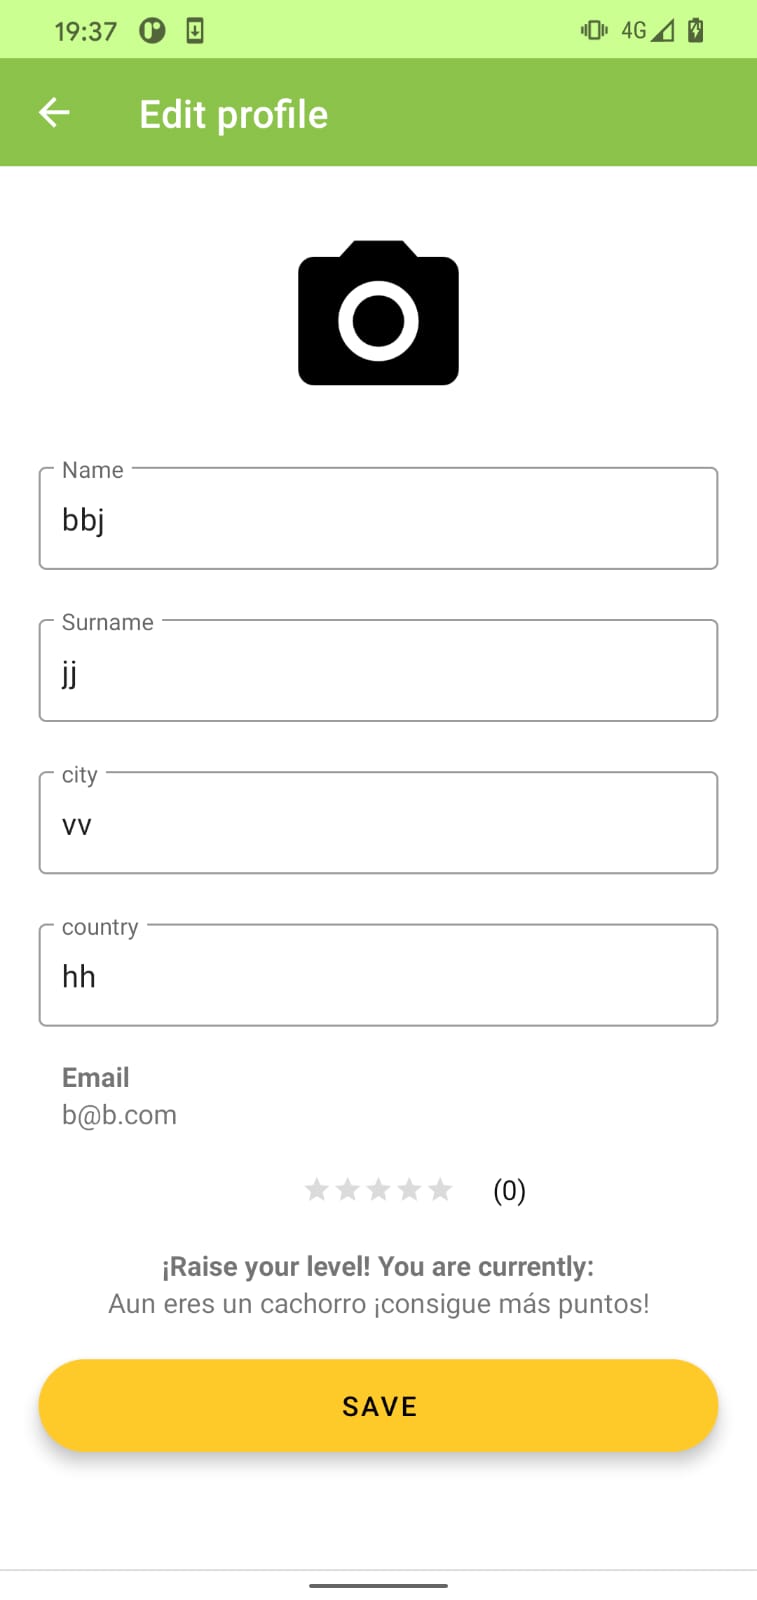 19:37 4G
Edit profile
Name
bbj
Surname
jj
city
vv
country
hh
Email
b@b.com
(0)
¡Raise your level! You are currently:
Aun eres un cachorro ¡consigue más puntos!
SAVE